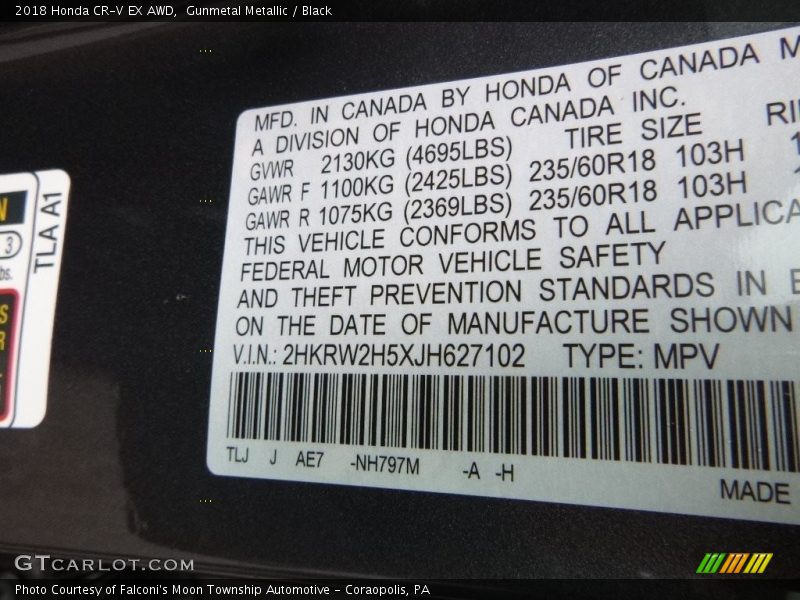 2018 Honda CR-V EX AWD,  Gunmetal Metallic / Black
MFD. IN CANADA BY HONDA OF CANADA M
A DIVISION OF HONDA CANADA INC.
GVWR 2130KG (4695LBS) TIRE SIZE RI
GAWR F 1100KG (2425LBS) 235/60R18 103H
GAWR R 1075KG (2369LBS) 235/60R18 103H
THIS VEHICLE CONFORMS TO ALL APPLICA
FEDERAL MOTOR VEHICLE SAFETY
AND THEFT PREVENTION STANDARDS IN E
ON THE DATE OF MANUFACTURE SHOWN
V.I.N.: 2HKRW2H5XJH627102 TYPE: MPV
TLJ J AE7 -NH797M -A -H
MADE
TLA A1
N
3
bs.
S
R
GTCARLOT.COM
Photo Courtesy of Falconi's Moon Township Automotive - Coraopolis, PA